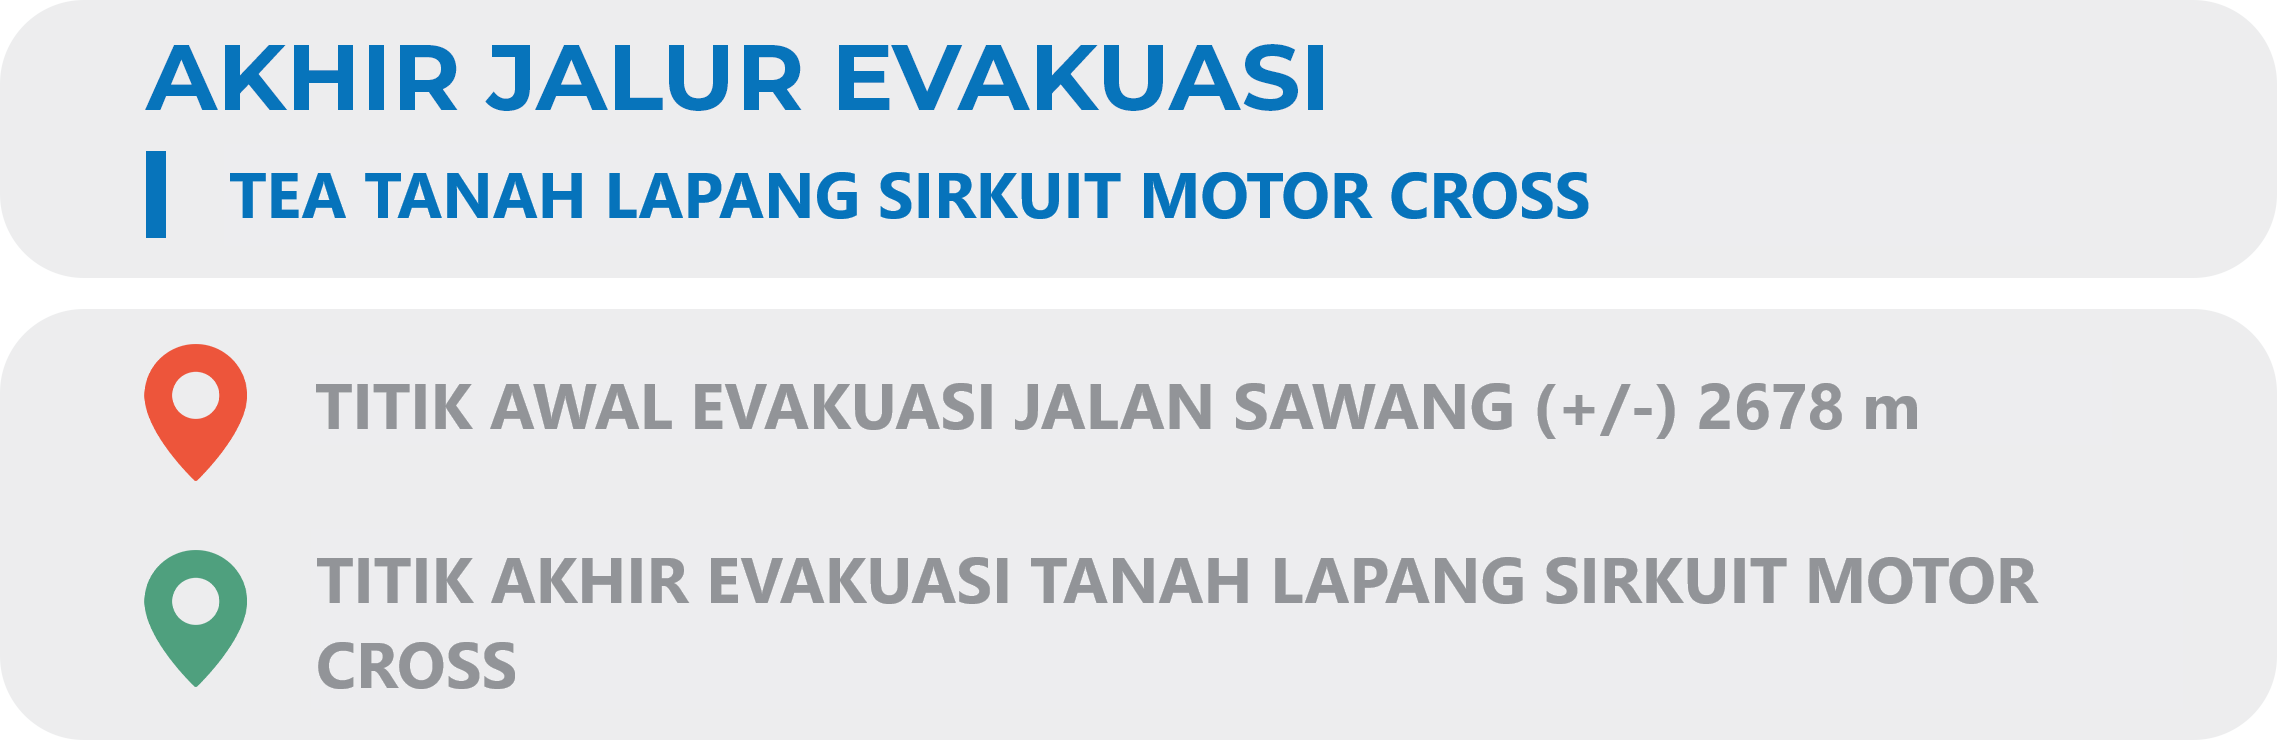 AKHIR JALUR EVAKUASI
TEA TANAH LAPANG SIRKUIT MOTOR CROSS
TITIK AWAL EVAKUASI JALAN SAWANG (+/-) 2678 m
TITIK AKHIR EVAKUASI TANAH LAPANG SIRKUIT MOTOR
CROSS